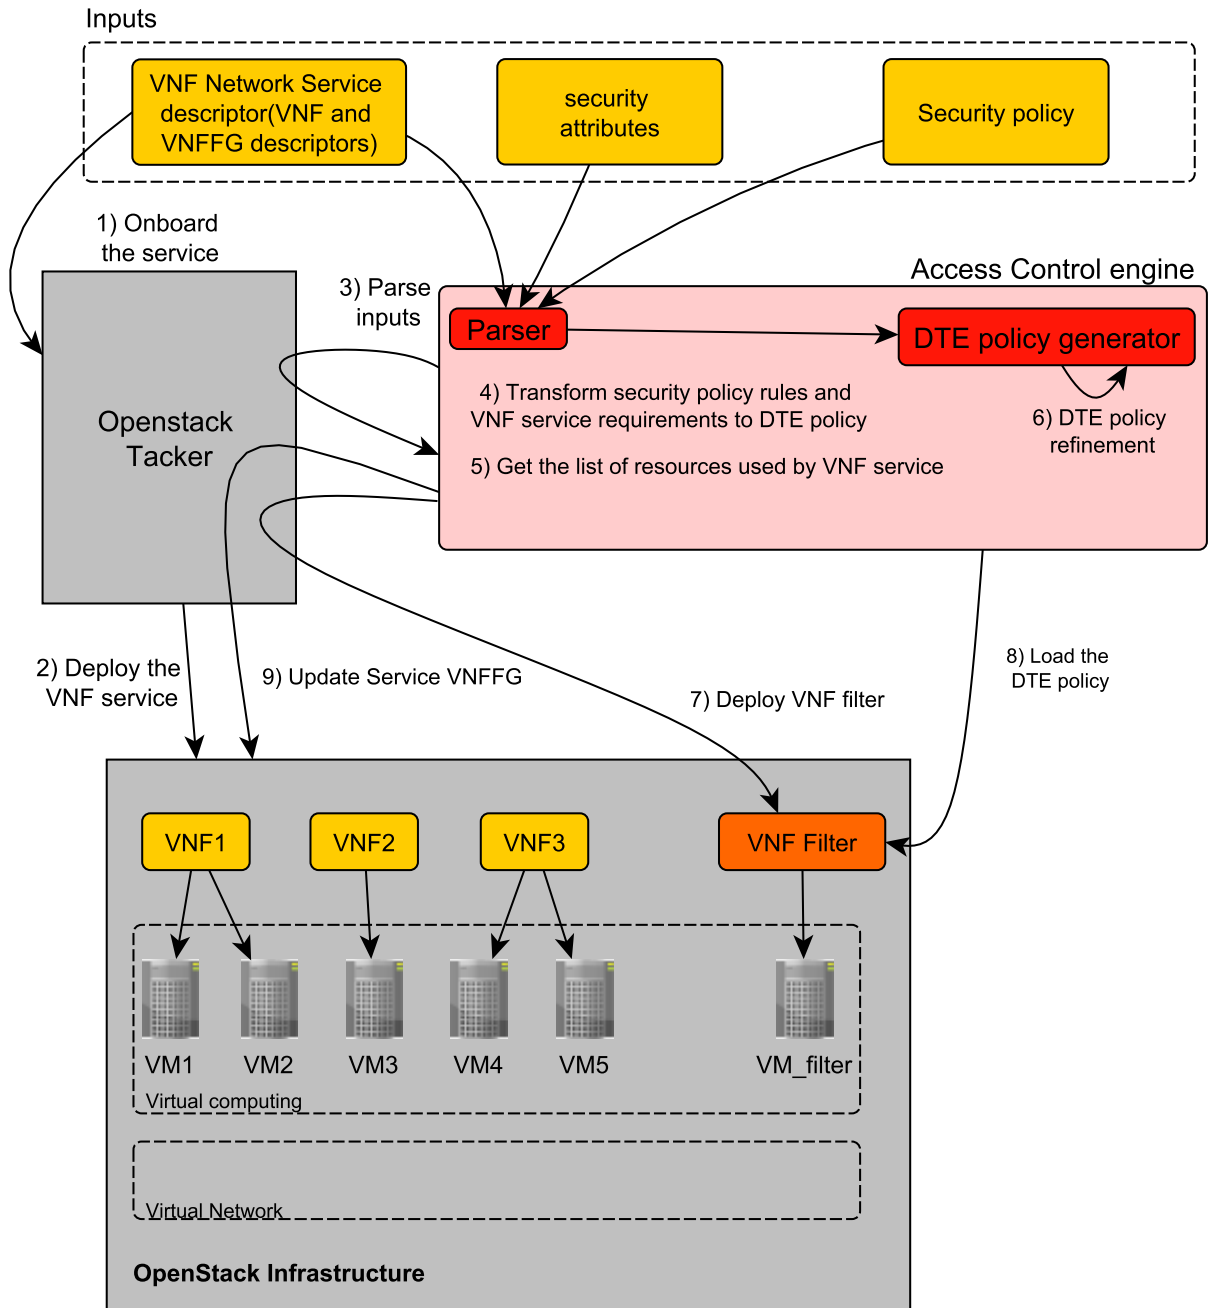 Inputs
VNF Network Service
descriptor(VNF and
VNFFG descriptors)
security
attributes
Security policy
1) Onboard
the service
Access Control engine
3) Parse
inputs
Parser
DTE policy generator
Openstack
Tacker
4) Transform security policy rules and
VNF service requirements to DTE policy
6) DTE policy
refinement
5) Get the list of resources used by VNF service
2) Deploy the
VNF service
9) Update Service VNFFG
7) Deploy VNF filter
8) Load the
DTE policy
VNF1
VNF2
VNF3
VNF Filter
VM1
VM2
VM3
VM4
VM5
VM_filter
Virtual computing
Virtual Network
OpenStack Infrastructure